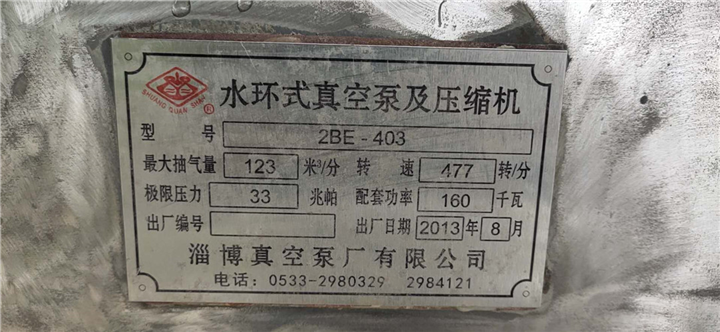 SHUANG QUAN SHAN
®
水环式真空泵及压缩机
型 号 2BE-403
最大抽气量 123 米³/分 转 速 477 转/分
极限压力 33 兆帕 配套功率 160 千瓦
出厂编号 出厂日期 2013 年 8 月
淄博真空泵厂有限公司
电话：0533-2980329 2984121